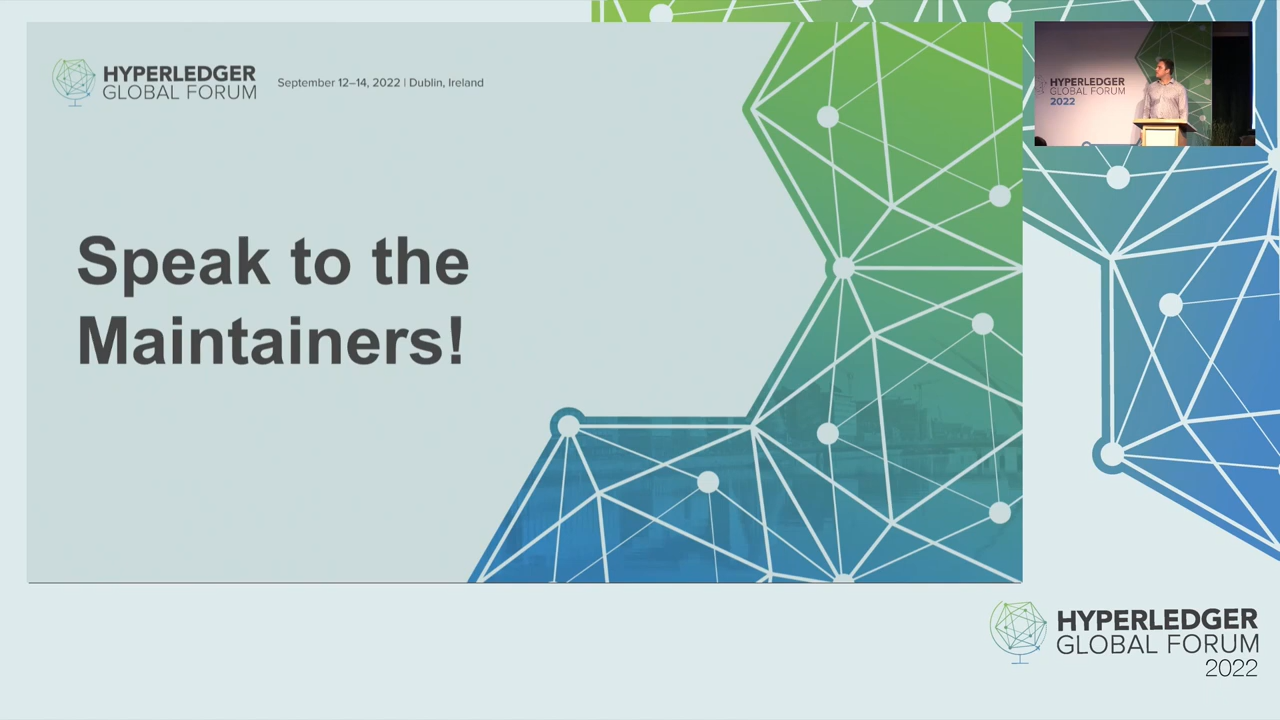 HYPERLEDGER
GLOBAL FORUM
September 12–14, 2022 | Dublin, Ireland
Speak to the
Maintainers!
HYPERLEDGER
GLOBAL FORUM
2022
HYPERLEDGER
GLOBAL FORUM
2022